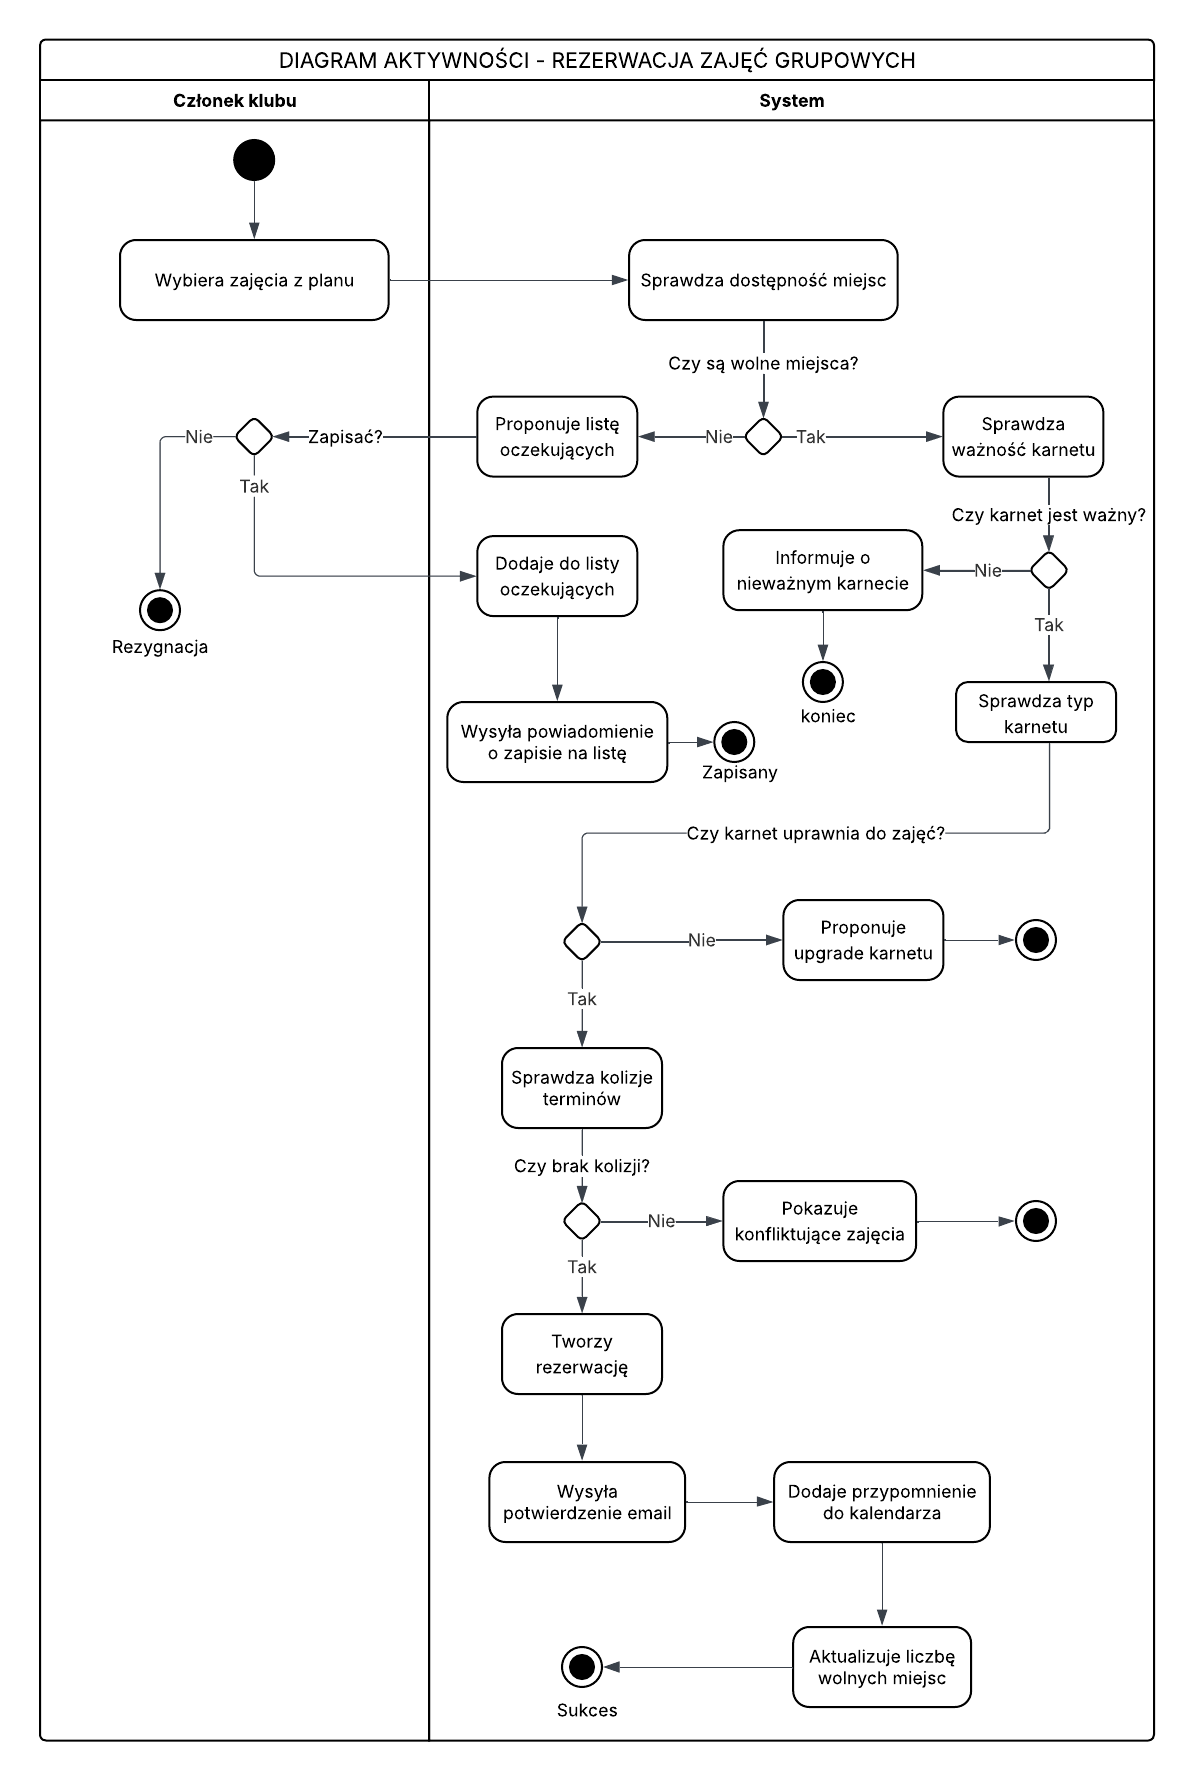 DIAGRAM AKTYWNOŚCI - REZERWACJA ZAJĘĆ GRUPOWYCH
Członek klubu
System
Wybiera zajęcia z planu
Sprawdza dostępność miejsc
Czy są wolne miejsca?
Nie
Zapisać?
Proponuje listę
oczekujących
Nie
Tak
Sprawdza
ważność karnetu
Tak
Czy karnet jest ważny?
Dodaje do listy
oczekujących
Informuje o
nieważnym karnecie
Nie
Rezygnacja
Tak
koniec
Sprawdza typ
karnetu
Wysyła powiadomienie
o zapisie na listę
Zapisany
Czy karnet uprawnia do zajęć?
Nie
Proponuje
upgrade karnetu
Tak
Sprawdza kolizje
terminów
Czy brak kolizji?
Nie
Pokazuje
konfliktujące zajęcia
Tak
Tworzy
rezerwację
Wysyła
potwierdzenie email
Dodaje przypomnienie
do kalendarza
Aktualizuje liczbę
wolnych miejsc
Sukces